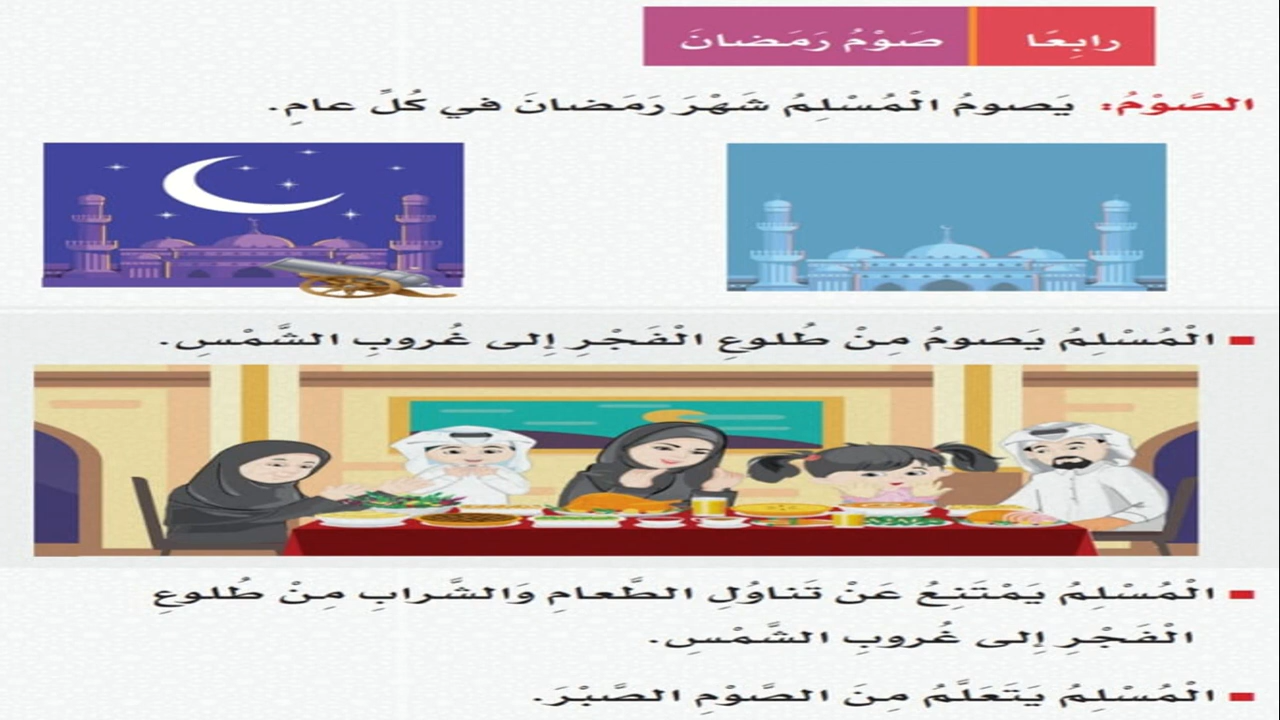 رابِعًا صَوْمُ رَمَضانَ
الصَّوْمُ: يَصومُ الْمُسْلِمُ شَهْرَ رَمَضانَ في كُلِّ عامٍ.
الْمُسْلِمُ يَصومُ مِنْ طُلوعِ الْفَجْرِ إِلى غُروبِ الشَّمْسِ.
الْمُسْلِمُ يَمْتَنِعُ عَنْ تَناوُلِ الطَّعامِ وَالشَّرابِ مِنْ طُلوعِ
الْفَجْرِ إِلى غُروبِ الشَّمْسِ.
الْمُسْلِمُ يَتَعَلَّمُ مِنَ الصَّوْمِ الصَّبْرَ.